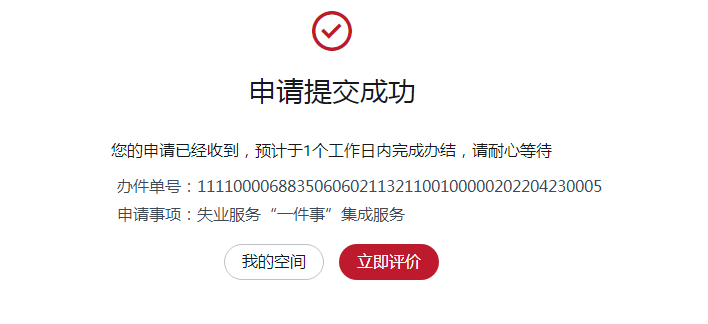 申请提交成功
您的申请已经收到，预计于1个工作日内完成办结，请耐心等待
办件单号：11110000688350606021132110010000020220423​0005
申请事项：失业服务“一件事”集成服务
我的空间 立即评价